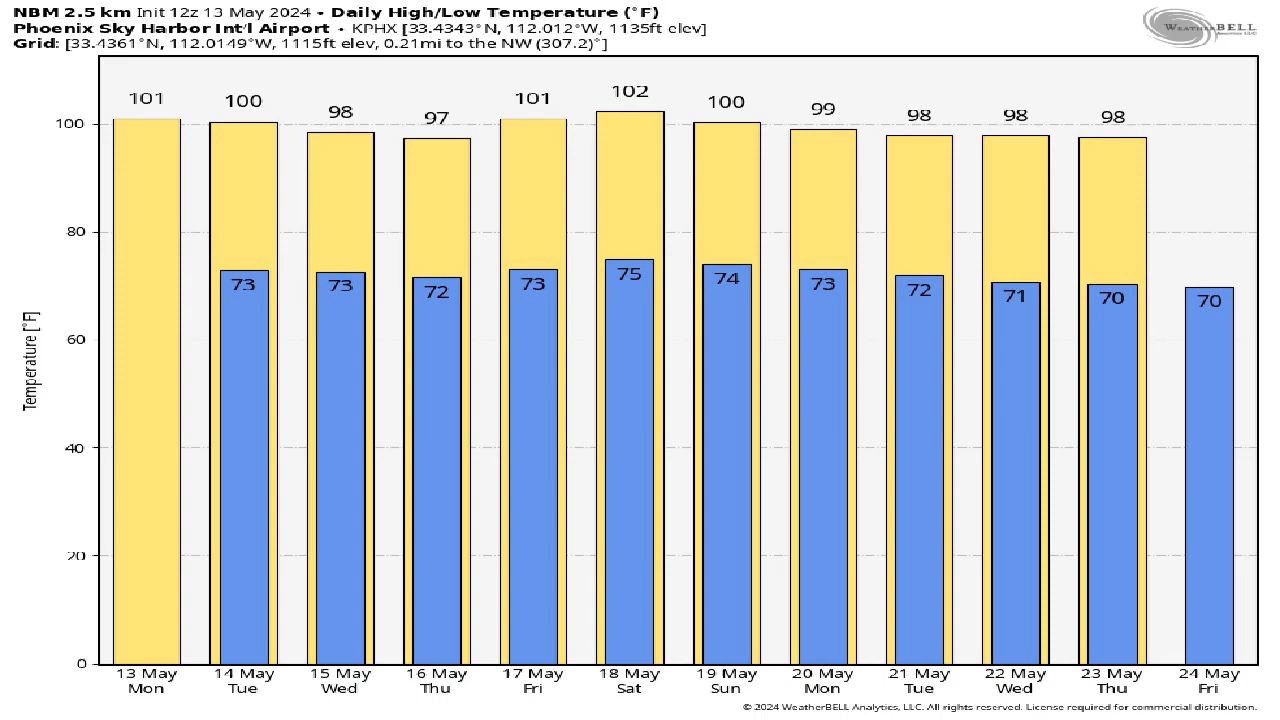 NBM 2.5 km Init 12z 13 May 2024 • Daily High/Low Temperature (°F)
Phoenix Sky Harbor Int'l Airport • KPHX [33.4343°N, 112.012°W, 1135ft elev]
Grid: [33.4361°N, 112.0149°W, 1115ft elev, 0.21mi to the NW (307.2)°]
WEATHERBELL
101 100 98 97 101 102 100 99 98 98 98
73 73 72 73 75 74 73 72 71 70 70
Temperature [°F]
100
80
60
40
20
0
13 May 14 May 15 May 16 May 17 May 18 May 19 May 20 May 21 May 22 May 23 May 24 May
Mon Tue Wed Thu Fri Sat Sun Mon Tue Wed Thu Fri
© 2024 WeatherBELL Analytics, LLC. All rights reserved. License required for commercial distribution.